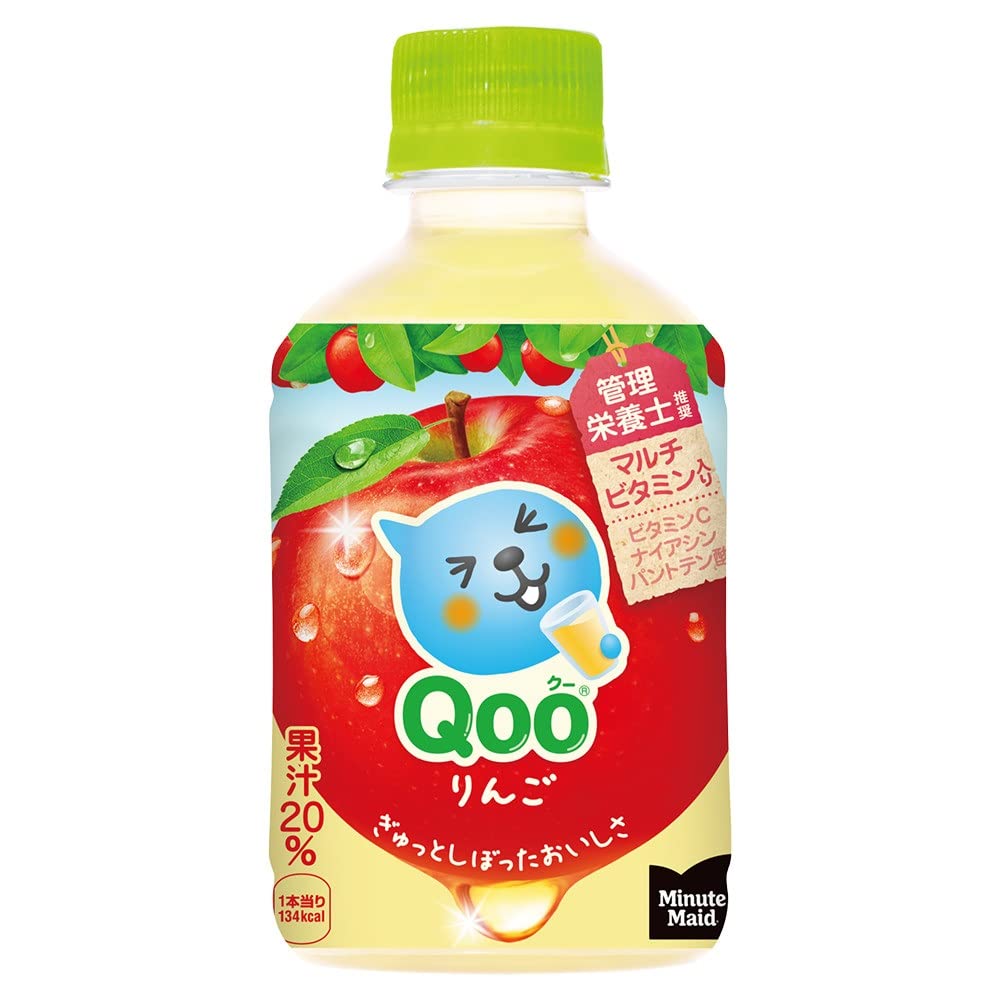 管理
栄養士推奨
マルチ
ビタミン入り
ビタミンC
ナイアシン
パントテン酸
クー
Qoo®
りんご
ぎゅっとしぼったおいしさ
果汁20%
1本当り
134kcal
Minute
Maid